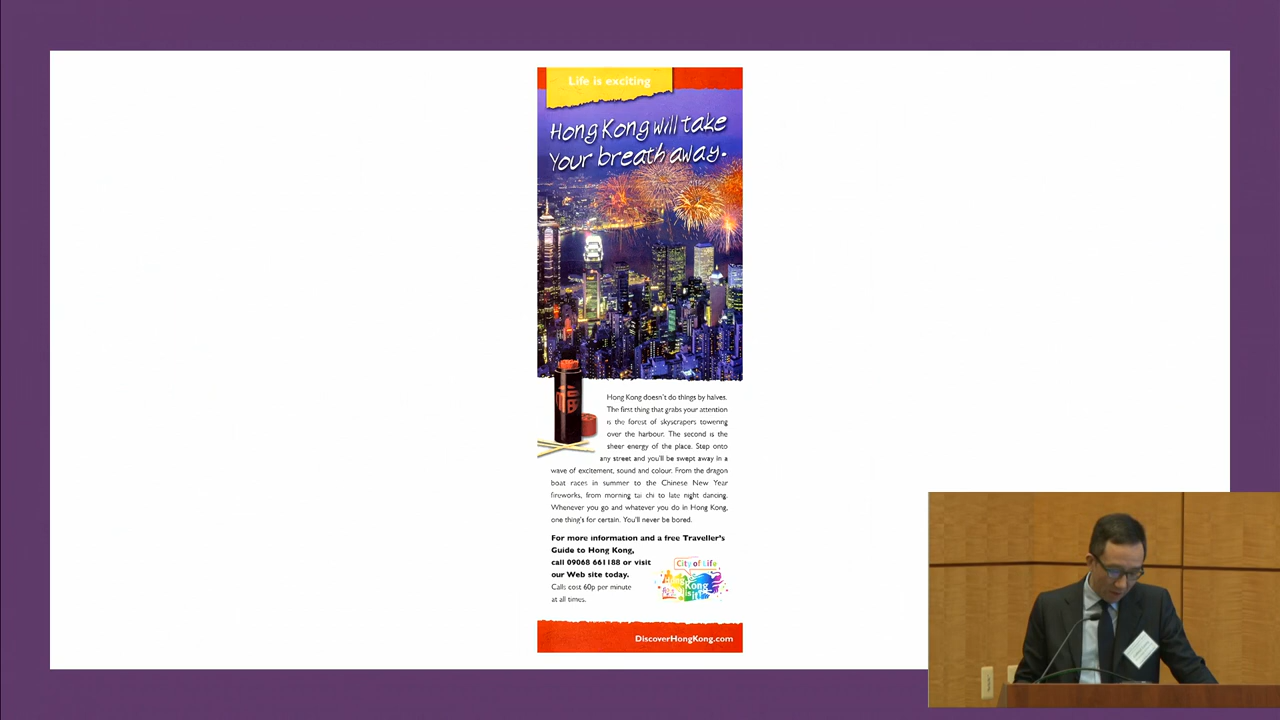 Life is exciting
Hong Kong will take
Your breath away.
福
Hong Kong doesn't do things by halves.
The first thing that grabs your attention
is the forest of skyscrapers towering
over the harbour. The second is the
sheer energy of the place. Step onto
any street and you'll be swept away in a
wave of excitement, sound and colour. From the dragon
boat races in summer to the Chinese New Year
fireworks, from morning tai chi to late night dancing.
Whenever you go and whatever you do in Hong Kong,
one thing's for certain. You'll never be bored.
For more information and a free Traveller's
Guide to Hong Kong,
call 09068 661188 or visit
our Web site today.
Calls cost 60p per minute
at all times.
City of Life
Hong
Kong
is it!
DiscoverHongKong.com